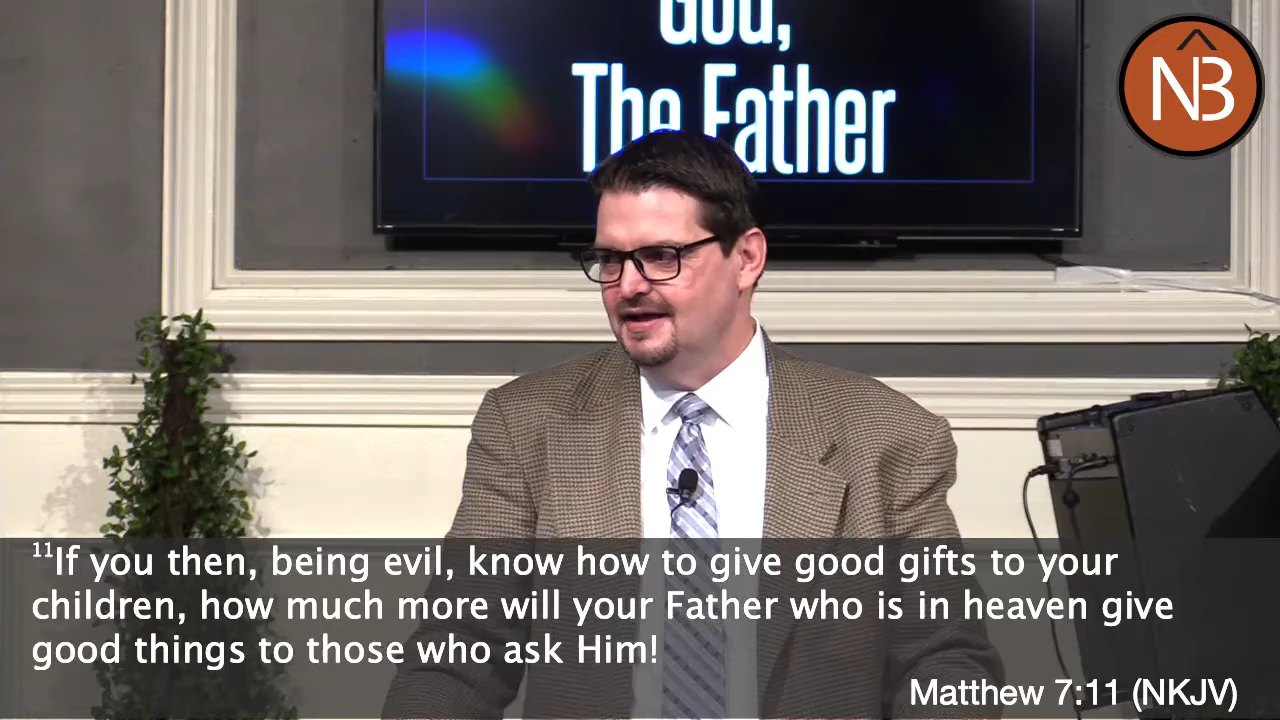 God,
The Father
NB
¹¹If you then, being evil, know how to give good gifts to your
children, how much more will your Father who is in heaven give
good things to those who ask Him!
Matthew 7:11 (NKJV)